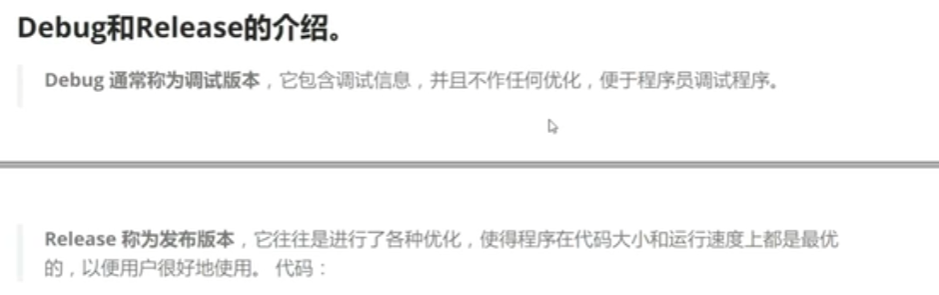 Debug和Release的介绍。
Debug 通常称为调试版本，它包含调试信息，并且不作任何优化，便于程序员调试程序。
Release 称为发布版本，它往往是进行了各种优化，使得程序在代码大小和运行速度上都是最优
的，以便用户很好地使用。 代码：